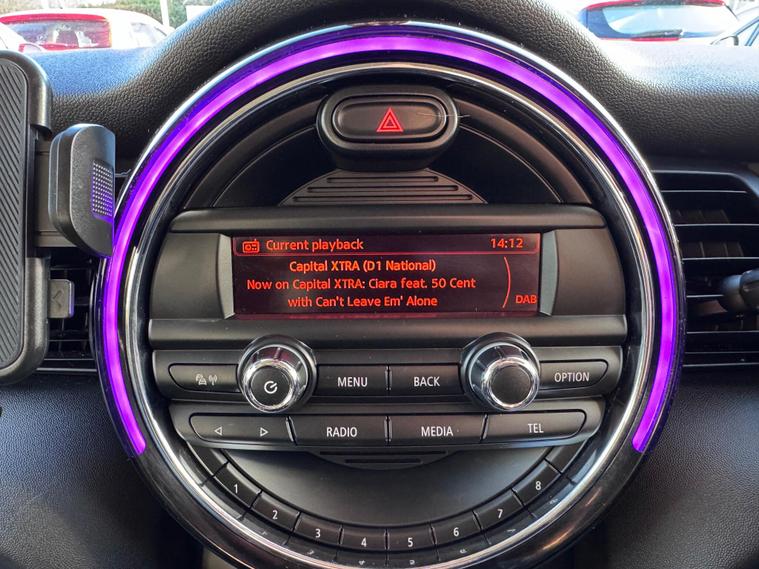 Current playback 14:12
Capital XTRA (D1 National)
Now on Capital XTRA: Ciara feat. 50 Cent
with Can't Leave Em' Alone
DAB
MENU BACK OPTION
RADIO MEDIA TEL
1 2 3 4 5 6 7 8